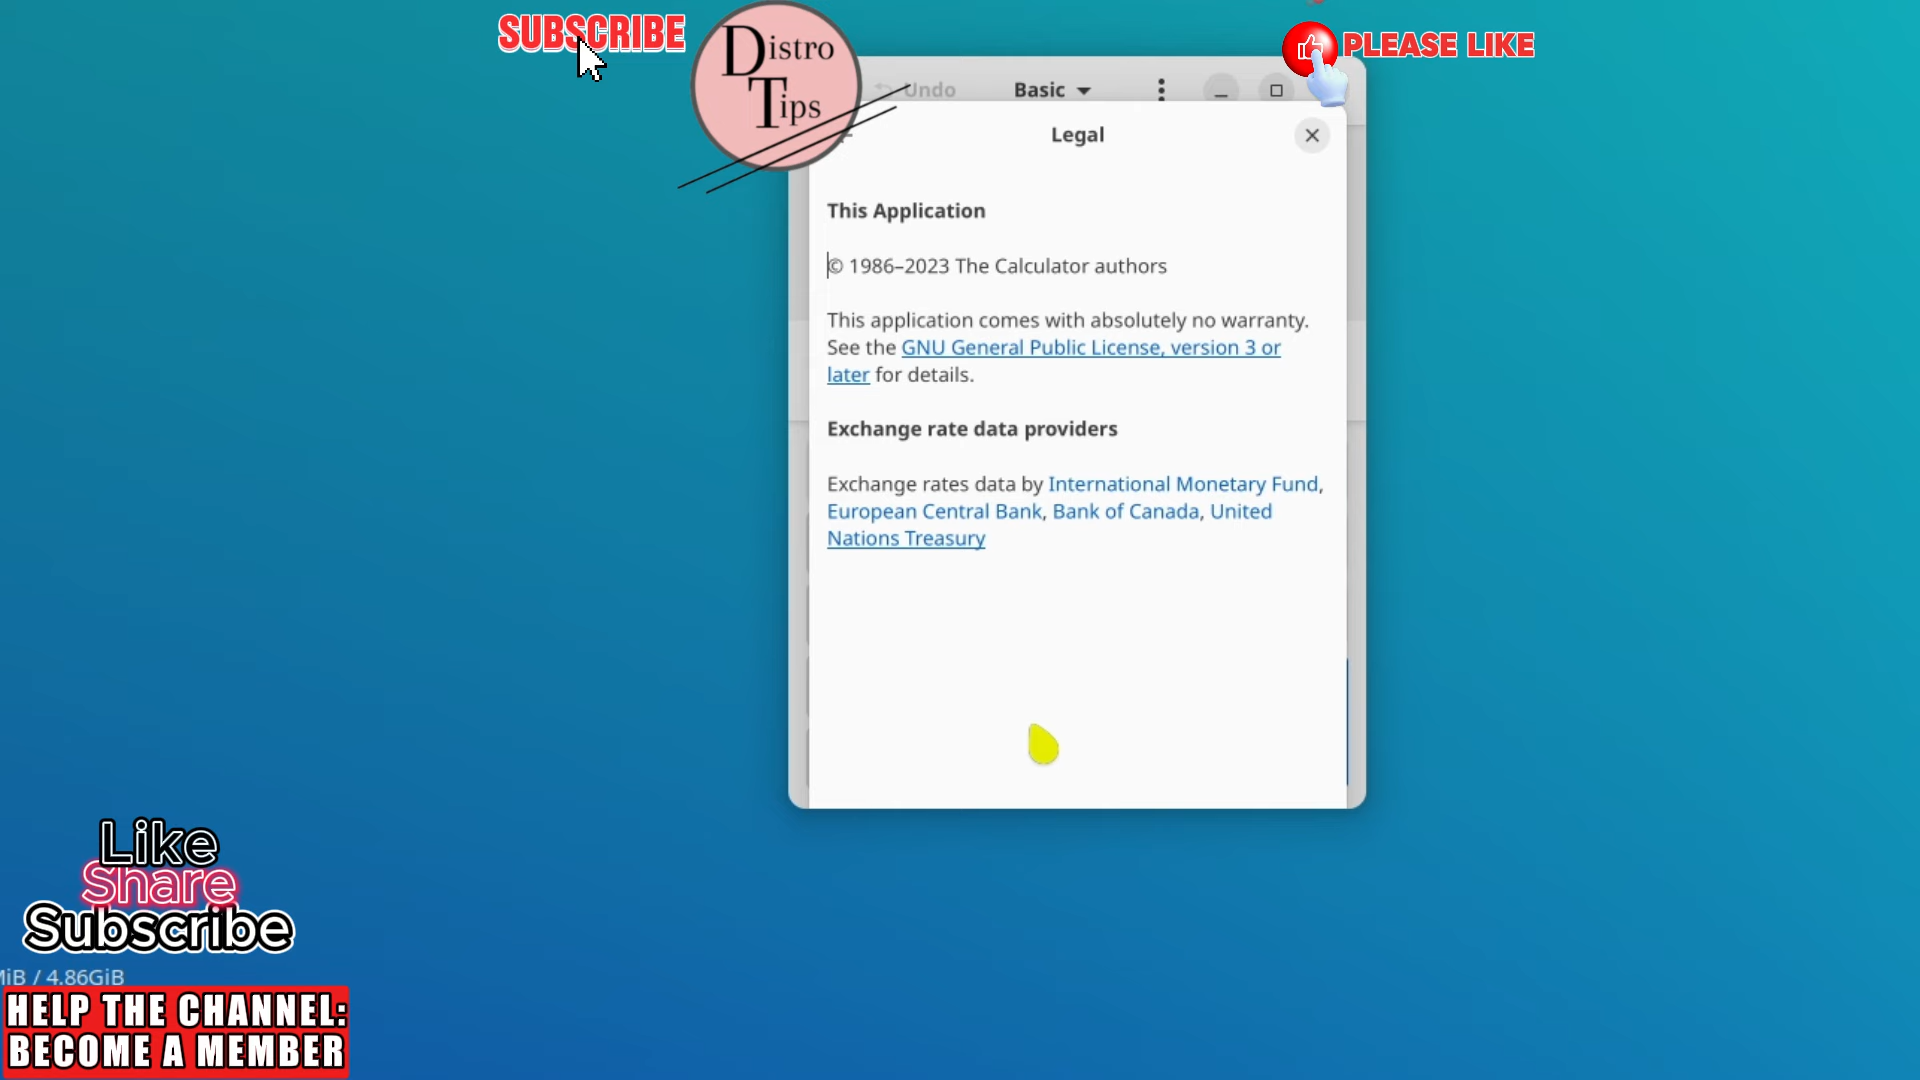 SUBSCRIBE
Distro
Tips
PLEASE LIKE
Undo
Basic
Legal
This Application
© 1986–2023 The Calculator authors
This application comes with absolutely no warranty.
See the GNU General Public License, version 3 or
later for details.
Exchange rate data providers
Exchange rates data by International Monetary Fund,
European Central Bank, Bank of Canada, United
Nations Treasury
Like
Share
Subscribe
MiB / 4.86GiB
HELP THE CHANNEL:
BECOME A MEMBER